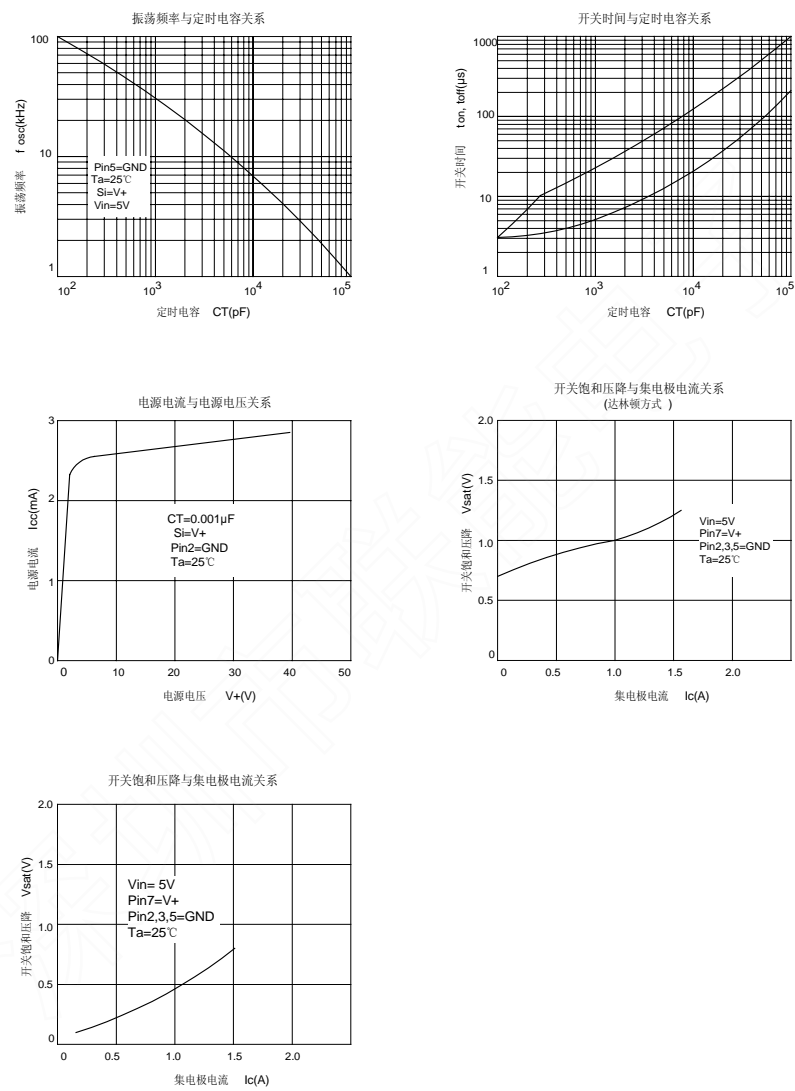 振荡频率与定时电容关系
振荡频率 f osc(kHz)
100
10
1
Pin5=GND
Ta=25℃
Si=V+
Vin=5V
10² 10³ 10⁴ 10⁵
定时电容 CT(pF)
开关时间与定时电容关系
开关时间 ton, toff(μs)
1000
100
10
1
10² 10³ 10⁴ 10⁵
定时电容 CT(pF)
电源电流与电源电压关系
电源电流 Icc(mA)
3
2
1
0
CT=0.001μF
Si=V+
Pin2=GND
Ta=25℃
0 10 20 30 40 50
电源电压 V+(V)
开关饱和压降与集电极电流关系
(达林顿方式 )
开关饱和压降 Vsat(V)
2.0
1.5
1.0
0.5
0
Vin=5V
Pin7=V+
Pin2,3,5=GND
Ta=25℃
0 0.5 1.0 1.5 2.0
集电极电流 Ic(A)
开关饱和压降与集电极电流关系
开关饱和压降 Vsat(V)
2.0
1.5
1.0
0.5
0
Vin= 5V
Pin7=V+
Pin2,3,5=GND
Ta=25℃
0 0.5 1.0 1.5 2.0
集电极电流 Ic(A)
深圳市联能电子